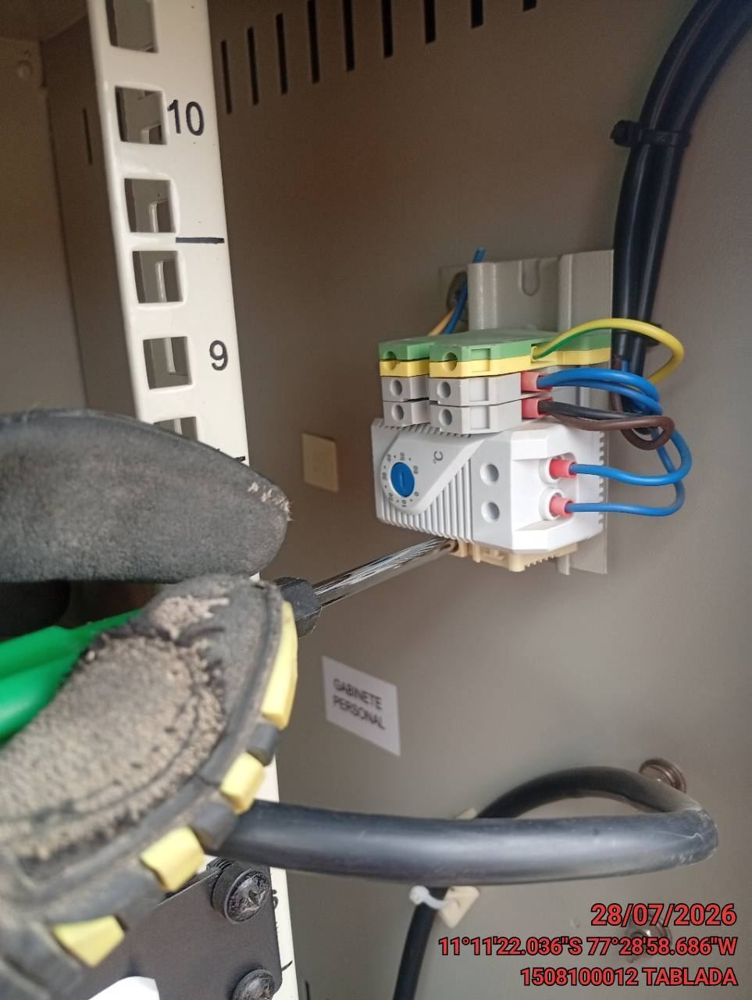 10
9
°C
GABINETE
PERSONAL
28/07/2026
11°11'22.036"S 77°28'58.686"W
1508100012 TABLADA